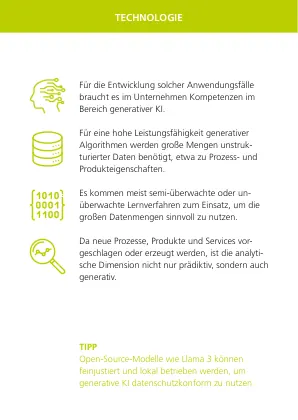 TECHNOLOGIE
Für die Entwicklung solcher Anwendungsfälle
braucht es im Unternehmen Kompetenzen im
Bereich generativer KI.
Für eine hohe Leistungsfähigkeit generativer
Algorithmen werden große Mengen unstruk-
turierter Daten benötigt, etwa zu Prozess- und
Produkteigenschaften.
1010
0001
1100
Es kommen meist semi-überwachte oder un-
überwachte Lernverfahren zum Einsatz, um die
großen Datenmengen sinnvoll zu nutzen.
Da neue Prozesse, Produkte und Services vor-
geschlagen oder erzeugt werden, ist die analyti-
sche Dimension nicht nur prädiktiv, sondern auch
generativ.
TIPP
Open-Source-Modelle wie Llama 3 können
feinjustiert und lokal betrieben werden, um
generative KI datenschutzkonform zu nutzen.